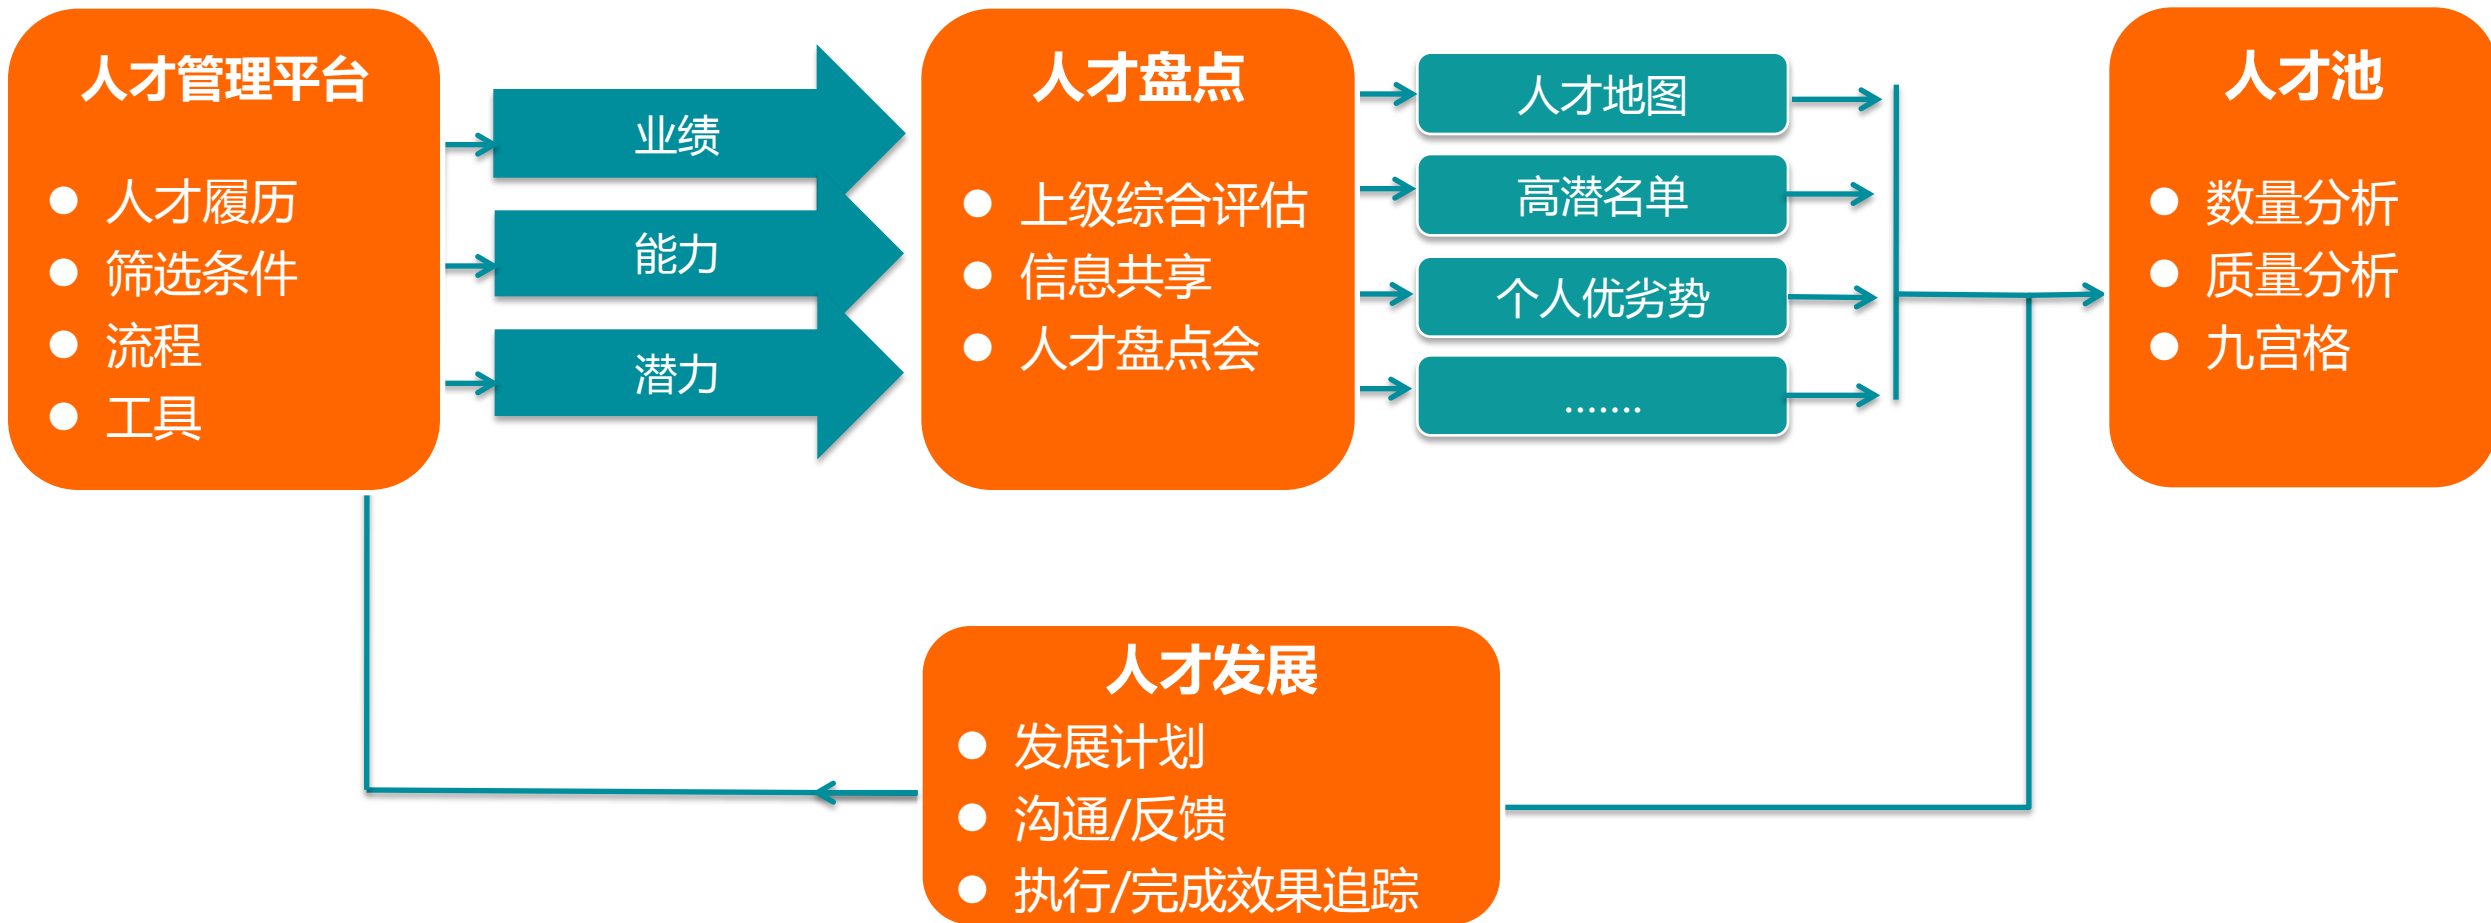 人才管理平台
人才履历
筛选条件
流程
工具
业绩
能力
潜力
人才盘点
上级综合评估
信息共享
人才盘点会
人才地图
高潜名单
个人优劣势
.......
人才池
数量分析
质量分析
九宫格
人才发展
发展计划
沟通/反馈
执行/完成效果追踪